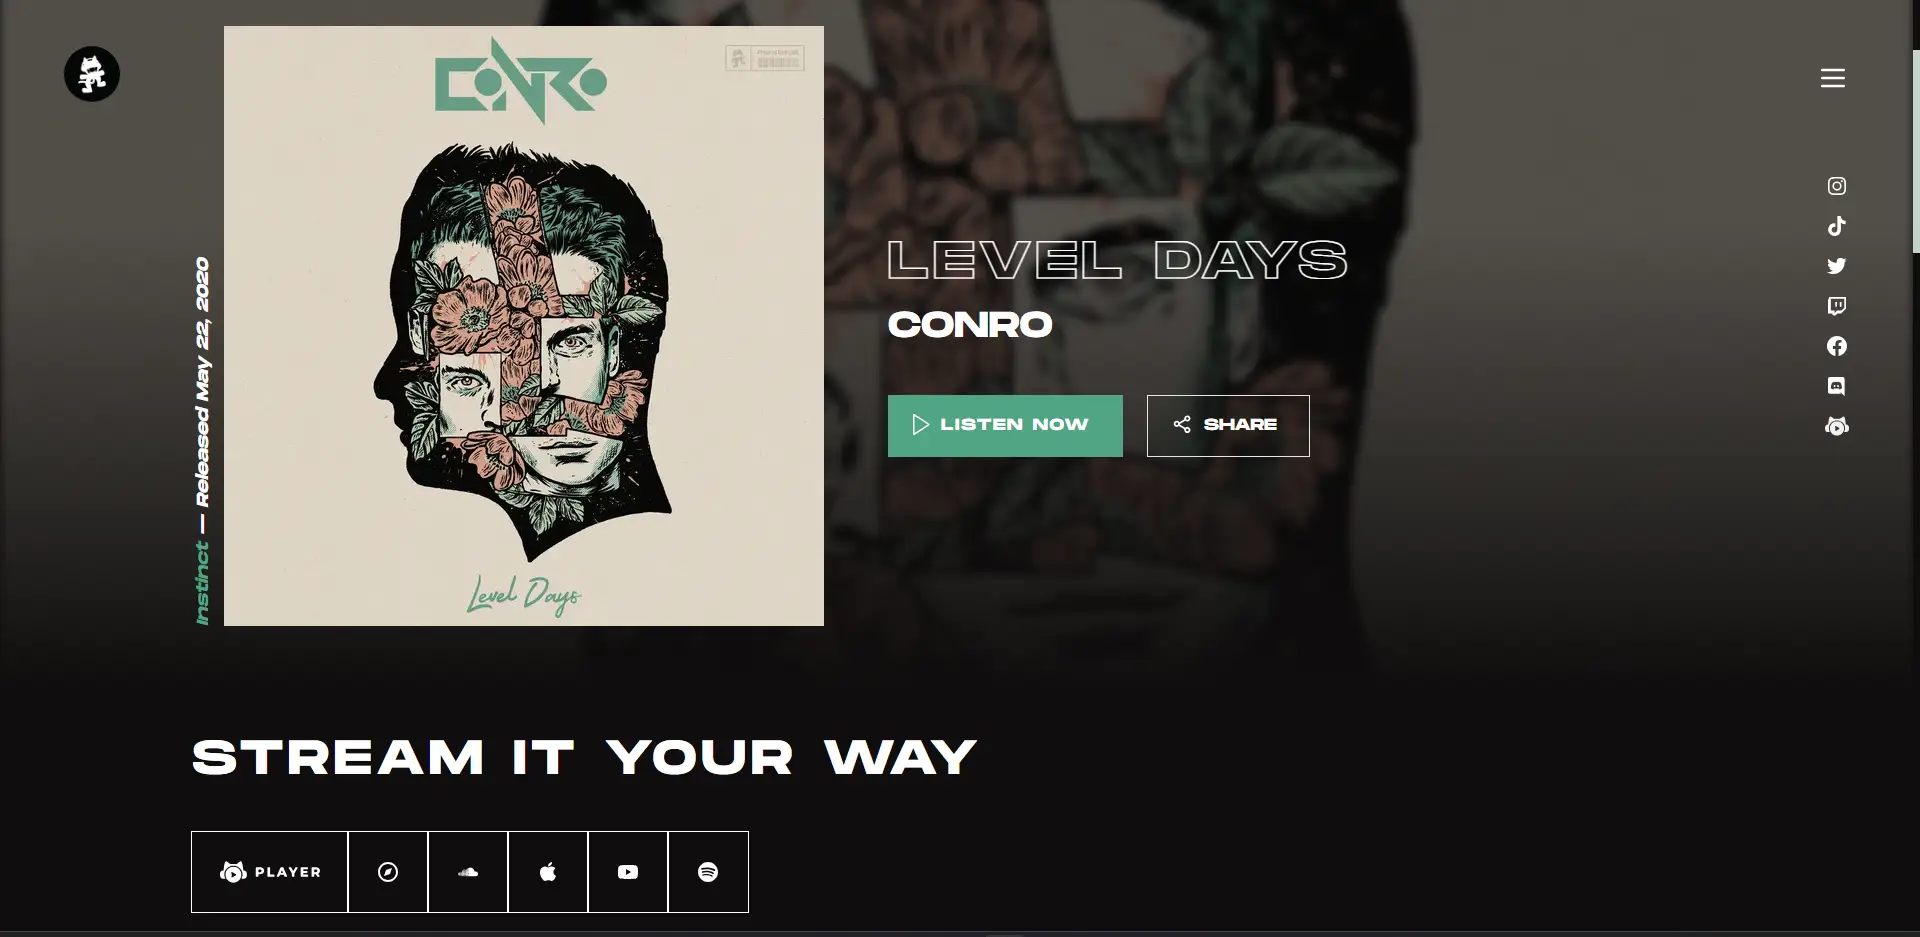 CONRO
Instinct — Released May 22, 2020
Level Days
LEVEL DAYS
CONRO
LISTEN NOW
SHARE
STREAM IT YOUR WAY
PLAYER